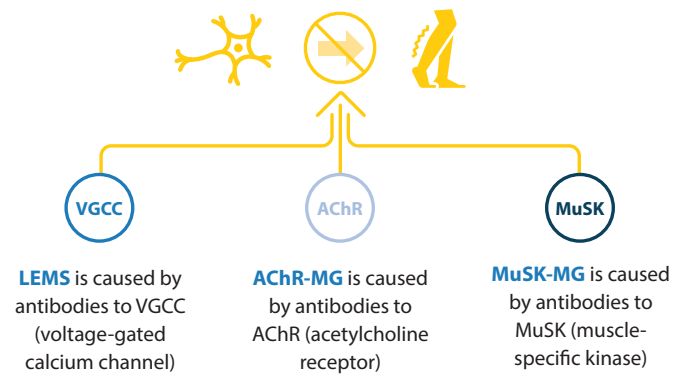 VGCC
AChR
MuSK
LEMS is caused by
antibodies to VGCC
(voltage-gated
calcium channel)
AChR-MG is caused
by antibodies to
AChR (acetylcholine
receptor)
MuSK-MG is caused
by antibodies to
MuSK (muscle-
specific kinase)